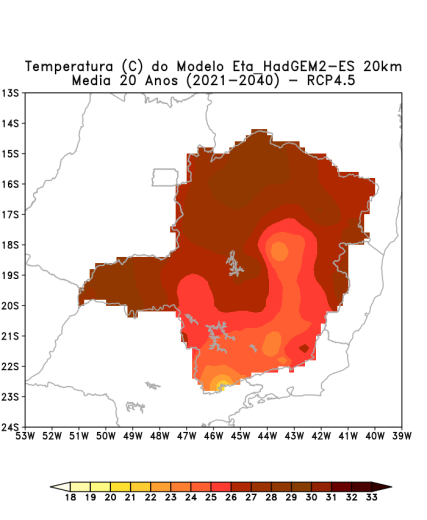 Temperatura (C) do Modelo Eta_HadGEM2-ES 20km
Media 20 Anos (2021-2040) - RCP4.5
13S
14S
15S
16S
17S
18S
19S
20S
21S
22S
23S
24S
53W 52W 51W 50W 49W 48W 47W 46W 45W 44W 43W 42W 41W 40W 39W
18 19 20 21 22 23 24 25 26 27 28 29 30 31 32 33